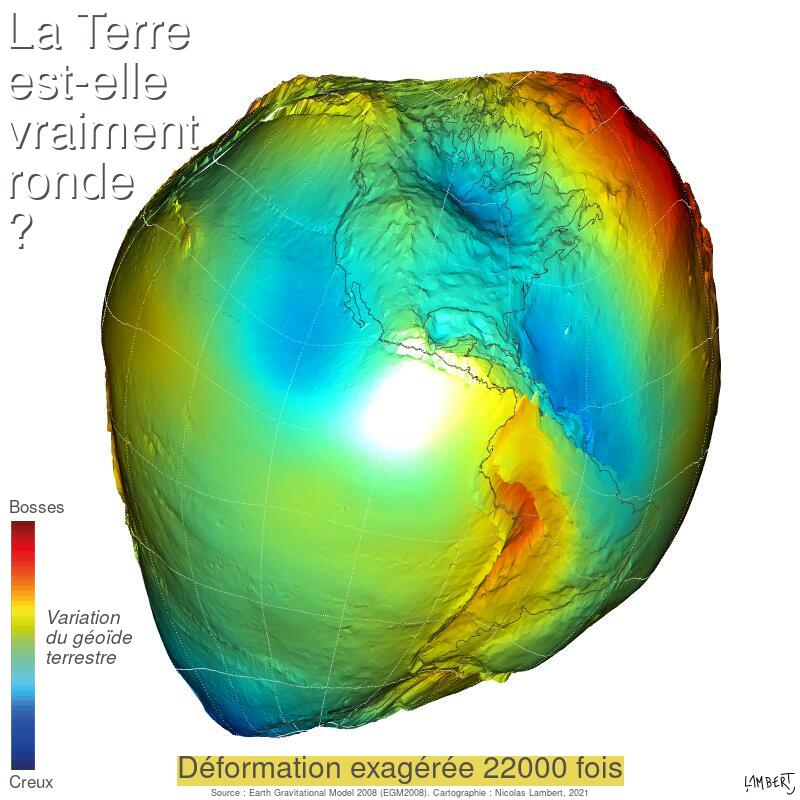 La Terre
est-elle
vraiment
ronde
?
Bosses
Variation
du géoïde
terrestre
Creux
Déformation exagérée 22000 fois
Source : Earth Gravitational Model 2008 (EGM2008). Cartographie : Nicolas Lambert, 2021
LAMBERT